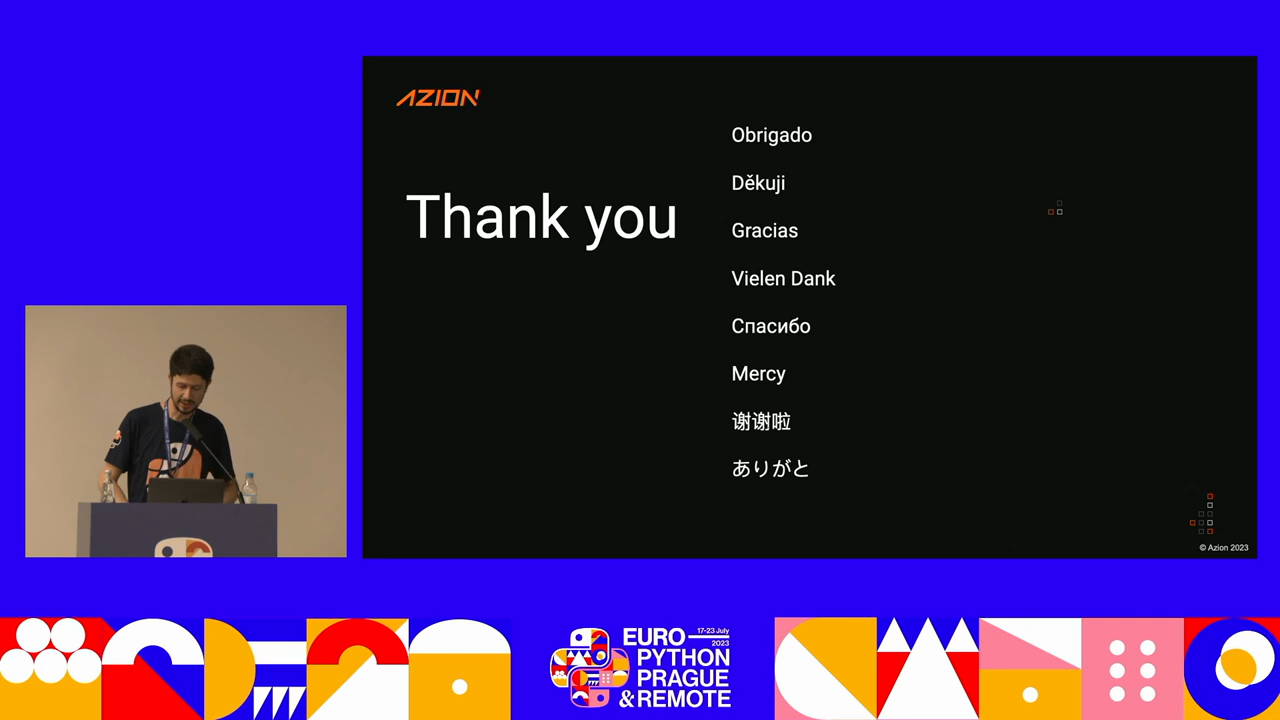 AZION
Thank you
Obrigado
Děkuji
Gracias
Vielen Dank
Спасибо
Mercy
谢谢啦
ありがと
© Azion 2023
17-23 July
2023
EURO
PYTHON
PRAGUE
& REMOTE